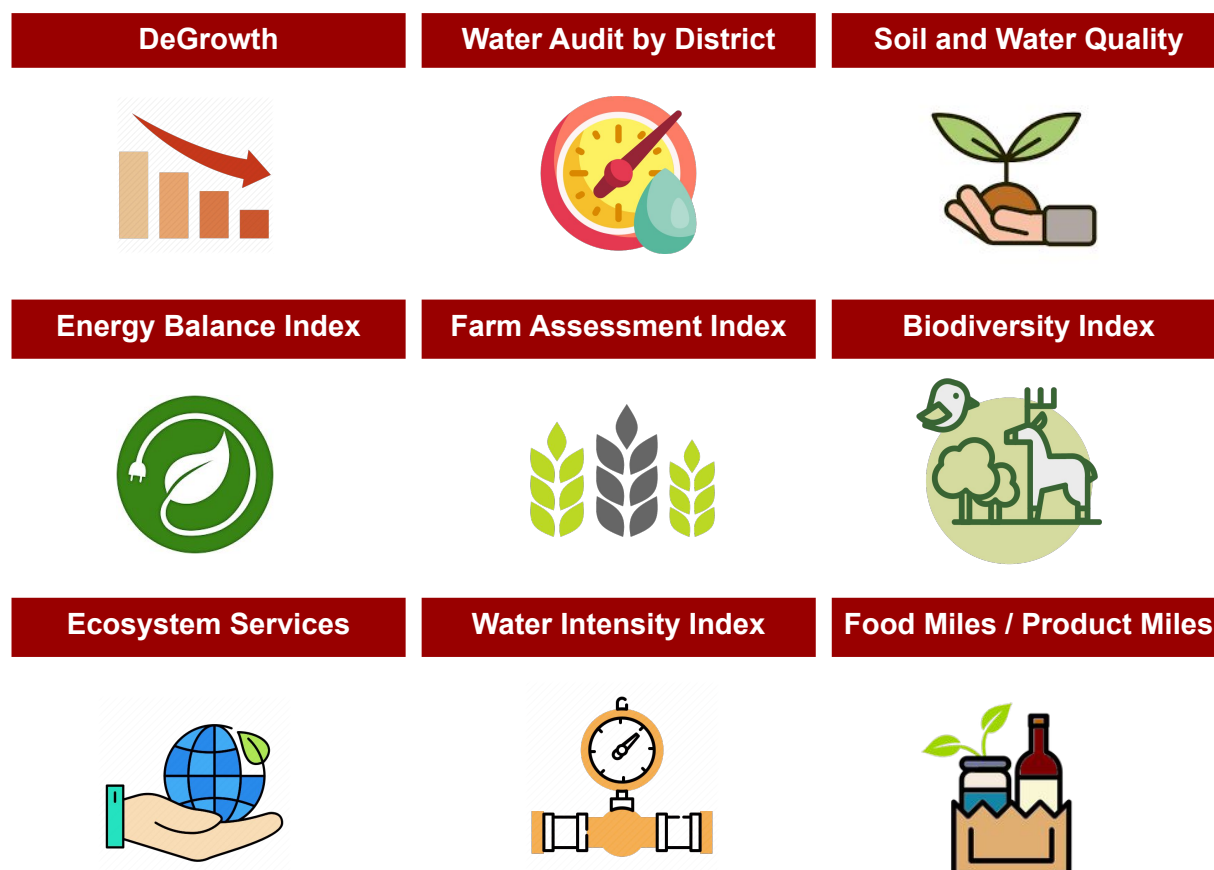 DeGrowth
Water Audit by District
Soil and Water Quality
Energy Balance Index
Farm Assessment Index
Biodiversity Index
Ecosystem Services
Water Intensity Index
Food Miles / Product Miles